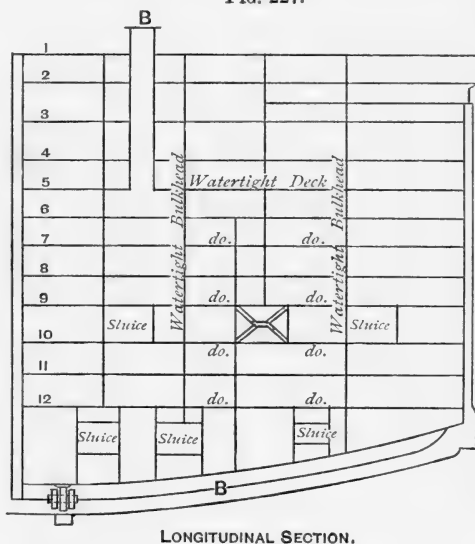 FIG. 227.
B
1
2
3
4
5
Watertight Deck
Watertight Bulkhead
Watertight Bulkhead
6
7
do.
do.
8
9
do.
do.
Sluice
Sluice
10
do.
do.
11
12
do.
do.
Sluice
Sluice
Sluice
B
LONGITUDINAL SECTION.